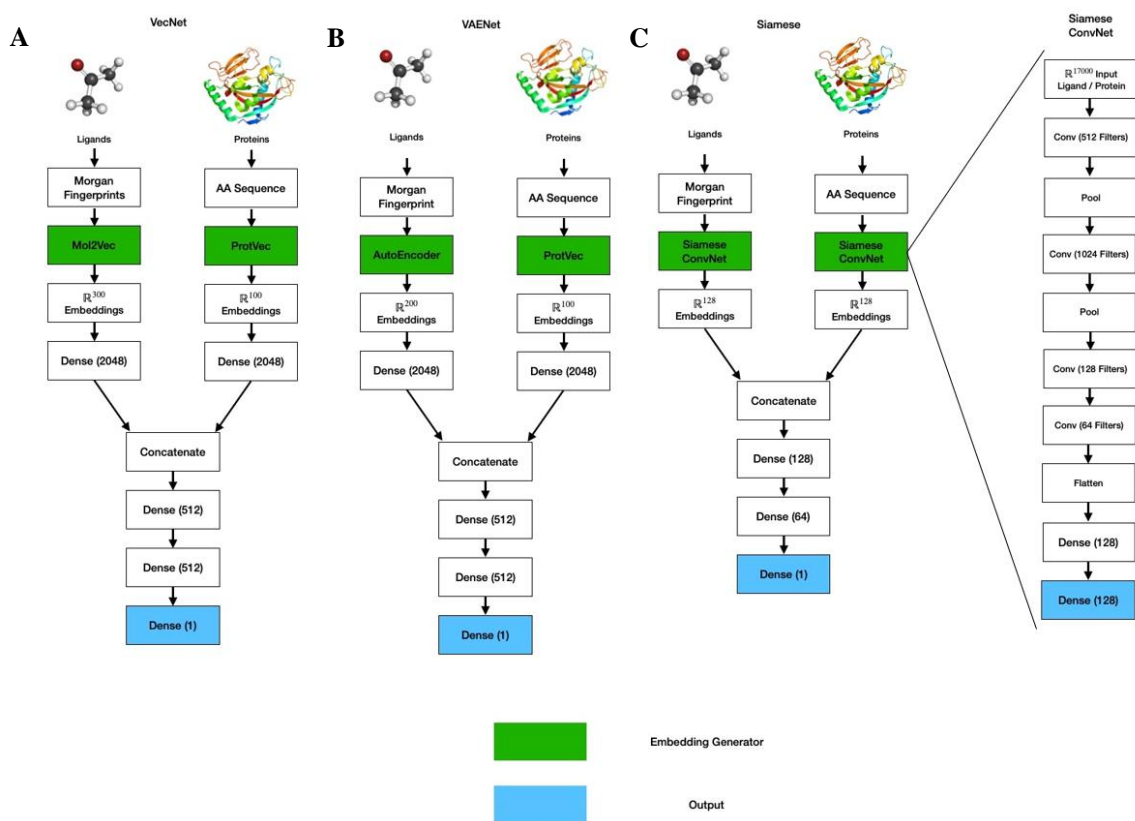 A
VecNet
Ligands
Proteins
Morgan
Fingerprints
AA Sequence
Mol2Vec
ProtVec
ℝ³⁰⁰
Embeddings
ℝ¹⁰⁰
Embeddings
Dense (2048)
Dense (2048)
Concatenate
Dense (512)
Dense (512)
Dense (1)
B
VAENet
Ligands
Proteins
Morgan
Fingerprint
AA Sequence
AutoEncoder
ProtVec
ℝ²⁰⁰
Embeddings
ℝ¹⁰⁰
Embeddings
Dense (2048)
Dense (2048)
Concatenate
Dense (512)
Dense (512)
Dense (1)
C
Siamese
Ligands
Proteins
Morgan
Fingerprint
AA Sequence
Siamese
ConvNet
Siamese
ConvNet
ℝ¹²⁸
Embeddings
ℝ¹²⁸
Embeddings
Concatenate
Dense (128)
Dense (64)
Dense (1)
Siamese
ConvNet
ℝ¹⁷⁰⁰⁰ Input
Ligand / Protein
Conv (512 Filters)
Pool
Conv (1024 Filters)
Pool
Conv (128 Filters)
Conv (64 Filters)
Flatten
Dense (128)
Dense (128)
Embedding Generator
Output